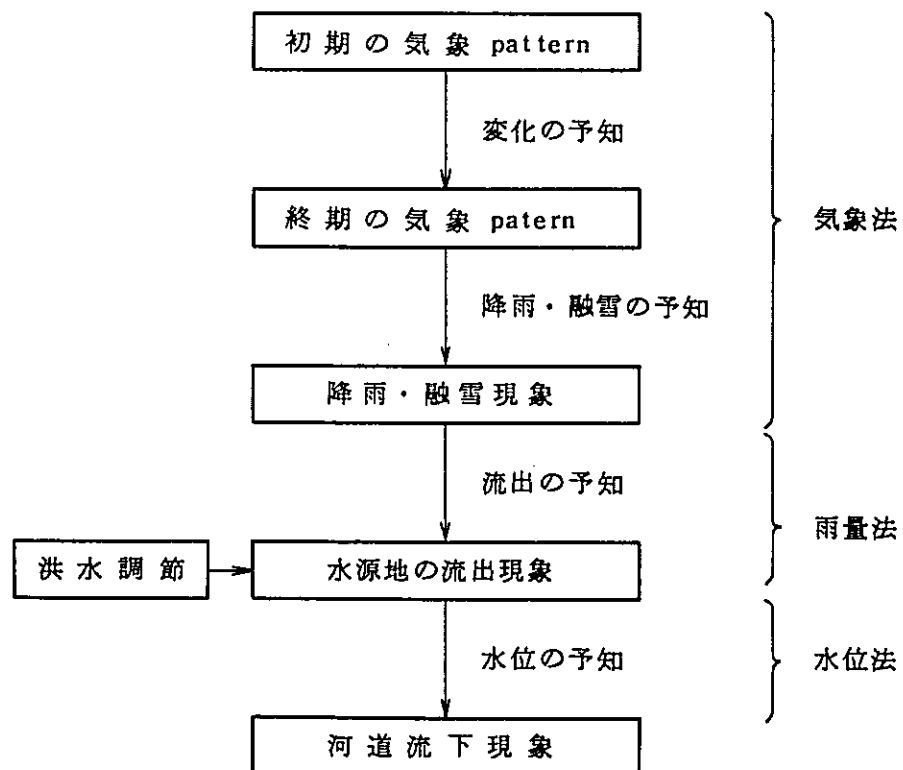 初期の気象 pattern
変化の予知
終期の気象 patern
気象法
降雨・融雪の予知
降雨・融雪現象
流出の予知
雨量法
洪水調節
水源地の流出現象
水位の予知
水位法
河道流下現象